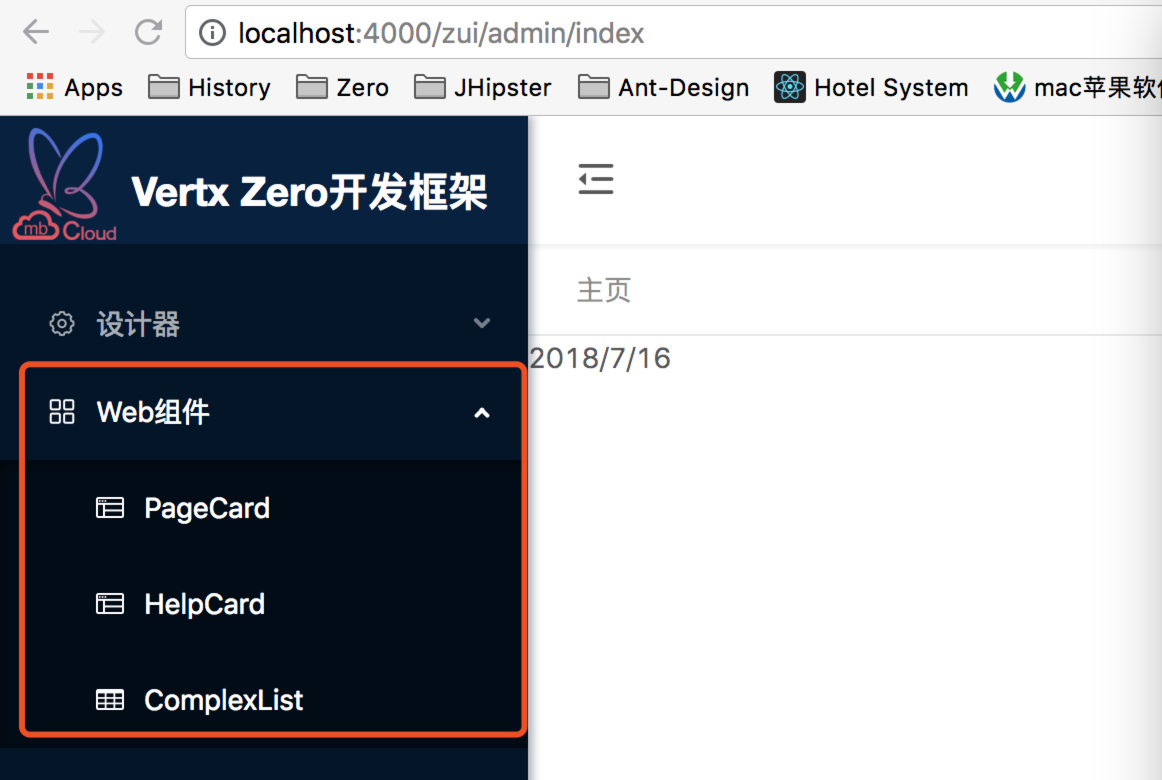 localhost:4000/zui/admin/index
Apps History Zero JHipster Ant-Design Hotel System mac苹果软
mb Cloud Vertx Zero开发框架
主页
设计器
2018/7/16
Web组件
PageCard
HelpCard
ComplexList